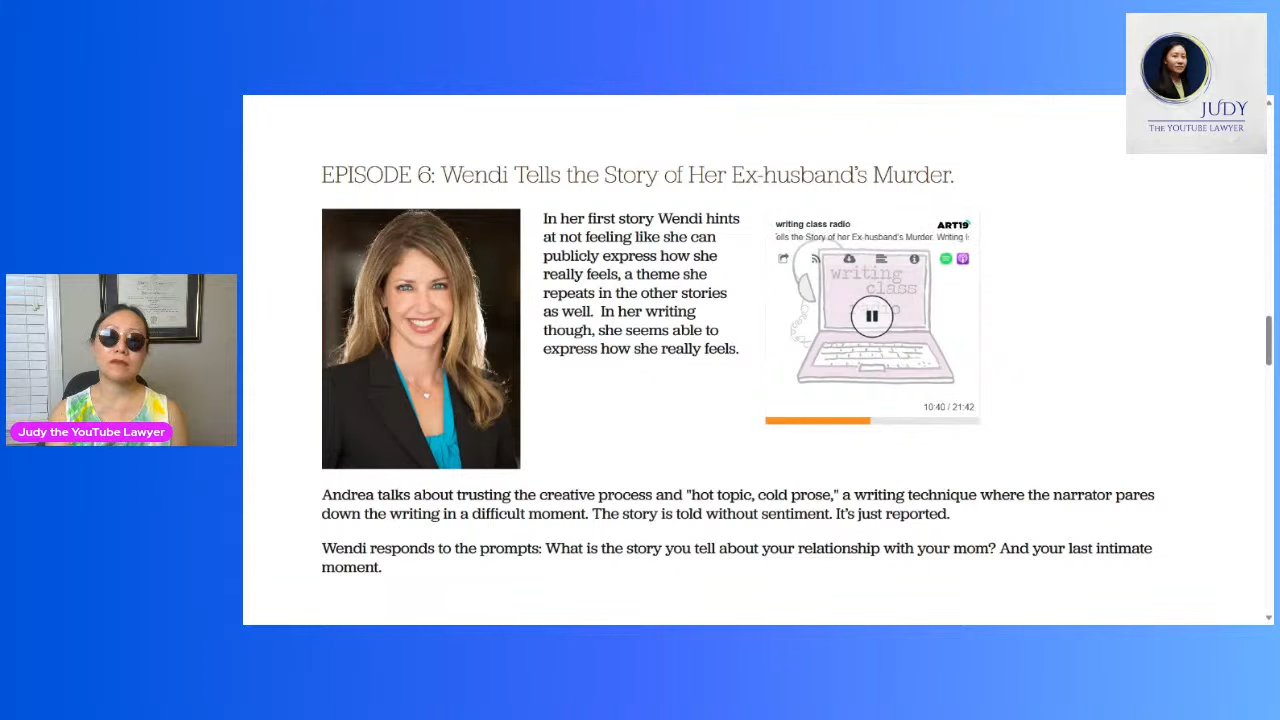 JUDY
THE YOUTUBE LAWYER
EPISODE 6: Wendi Tells the Story of Her Ex-husband's Murder.
In her first story Wendi hints
at not feeling like she can
publicly express how she
really feels, a theme she
repeats in the other stories
as well. In her writing
though, she seems able to
express how she really feels.
writing class radio
ART19
ells the Story of her Ex-husband's Murder. Writing Is
writing
class
10:40 / 21:42
Judy the YouTube Lawyer
Andrea talks about trusting the creative process and "hot topic, cold prose," a writing technique where the narrator pares
down the writing in a difficult moment. The story is told without sentiment. It's just reported.
Wendi responds to the prompts: What is the story you tell about your relationship with your mom? And your last intimate
moment.